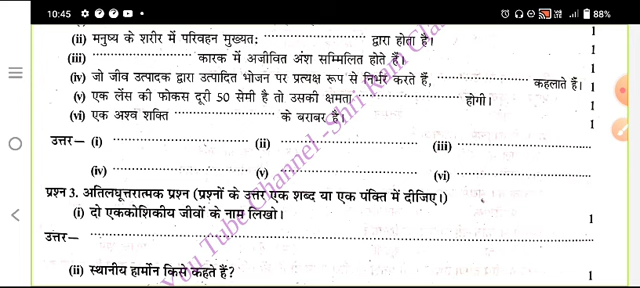 10:45 88%
(ii) मनुष्य के शरीर में परिवहन मुख्यत: ............ द्वारा होता है। 1
(iii) ............ कारक में अजीवित अंश सम्मिलित होते हैं। 1
(iv) जो जीव उत्पादक द्वारा उत्पादित भोजन पर प्रत्यक्ष रूप से निर्भर करते हैं, ............ कहलाते हैं। 1
(v) एक लेंस की फोकस दूरी 50 सेमी है तो उसकी क्षमता ............ होगी। 1
(vi) एक अश्व शक्ति ............ के बराबर है। 1
उत्तर— (i) ............ (ii) ............ (iii) ............
(iv) ............ (v) ............ (vi) ............
प्रश्न 3. अतिलघूत्तरात्मक प्रश्न (प्रश्नों के उत्तर एक शब्द या एक पंक्ति में दीजिए।)
(i) दो एककोशिकीय जीवों के नाम लिखो। 1
उत्तर— ............
(ii) स्थानीय हार्मोन किसे कहते हैं? 1
You Tube Channel -Shri Ram Clas